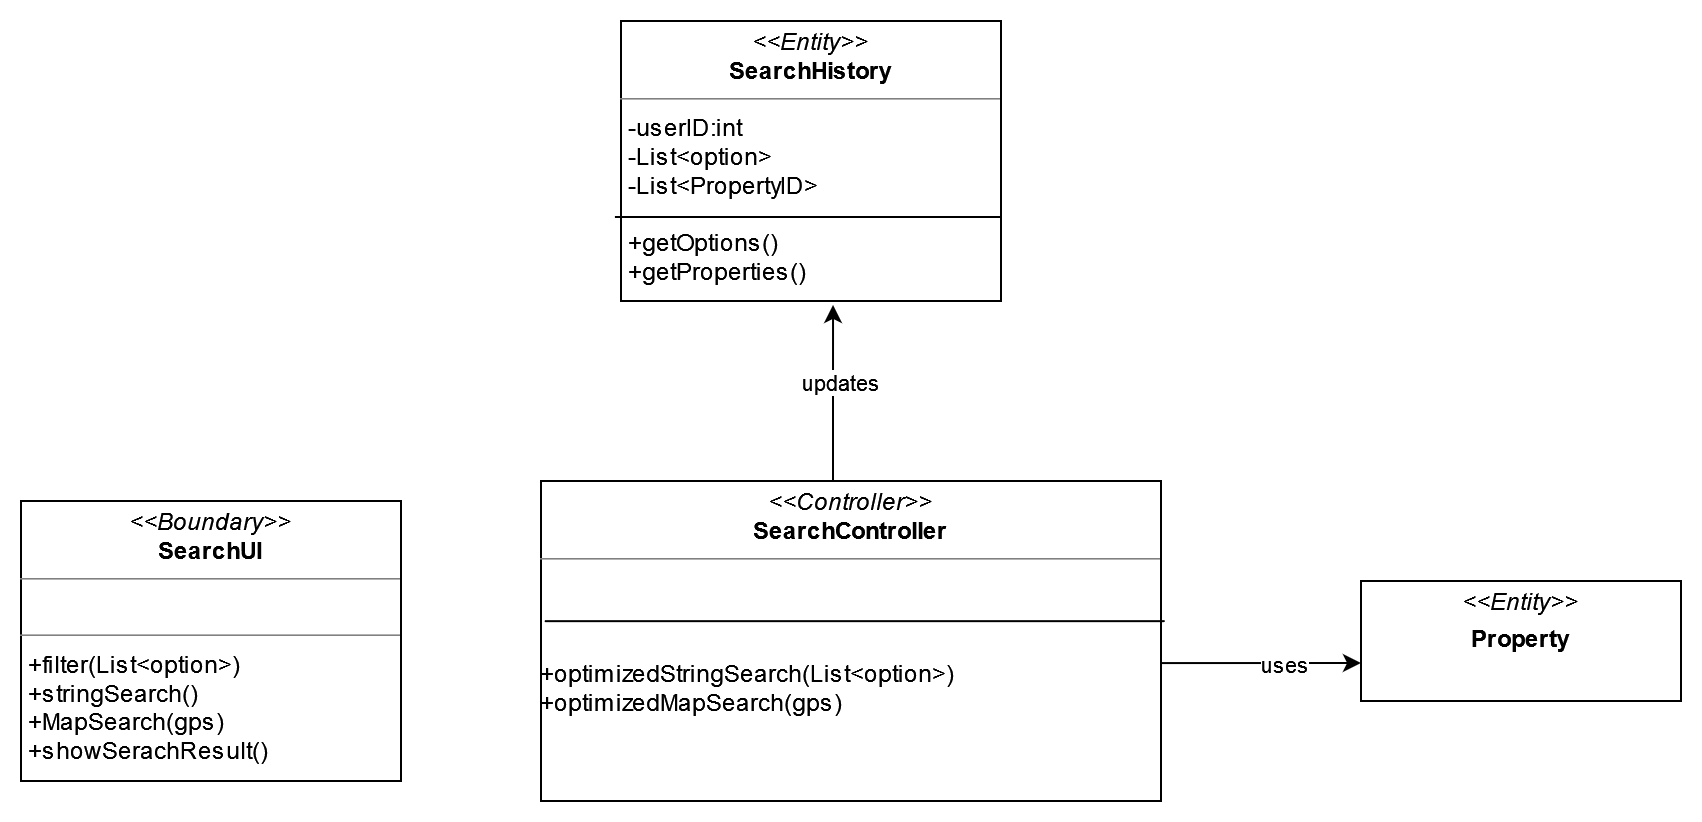 <<Entity>>
SearchHistory
-userID:int
-List<option>
-List<PropertyID>
+getOptions()
+getProperties()
updates
<<Boundary>>
SearchUI
+filter(List<option>)
+stringSearch()
+MapSearch(gps)
+showSerachResult()
<<Controller>>
SearchController
+optimizedStringSearch(List<option>)
+optimizedMapSearch(gps)
uses
<<Entity>>
Property